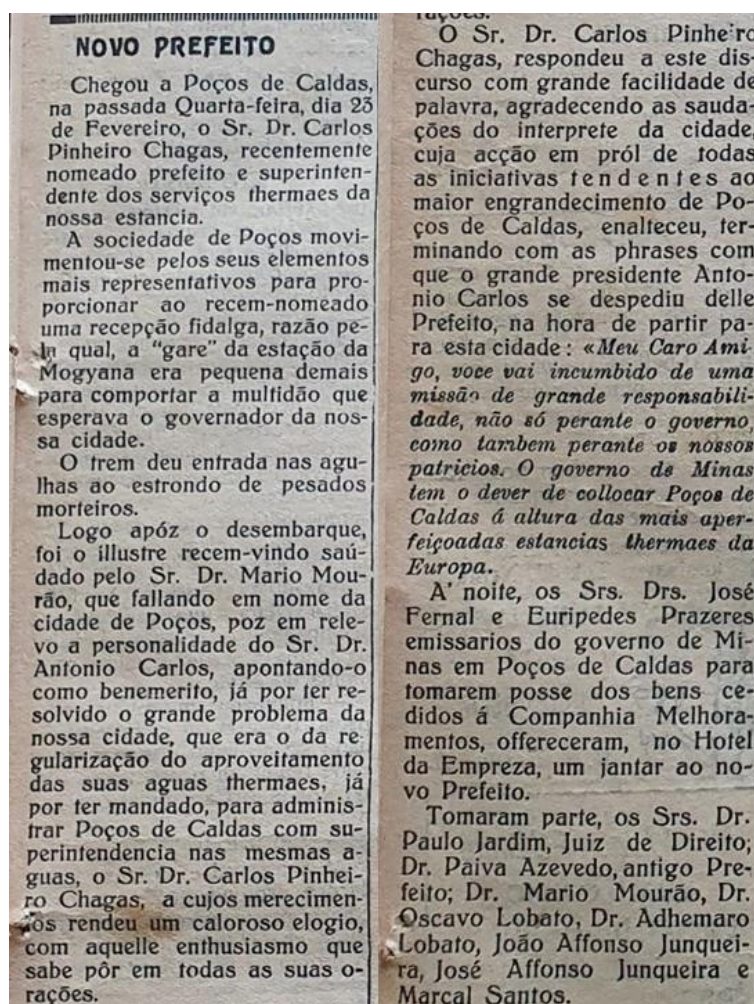 NOVO PREFEITO
Chegou a Poços de Caldas,
na passada Quarta-feira, dia 23
de Fevereiro, o Sr. Dr. Carlos
Pinheiro Chagas, recentemente
nomeado prefeito e superinten-
dente dos serviços thermaes da
nossa estancia.
A sociedade de Poços movi-
mentou-se pelos seus elementos
mais representativos para pro-
porcionar ao recem-nomeado
uma recepção fidalga, razão pe-
la qual, a "gare" da estação da
Mogyana era pequena demais
para comportar a multidão que
esperava o governador da nos-
sa cidade.
O trem deu entrada nas agu-
lhas ao estrondo de pesados
morteiros.
Logo apóz o desembarque,
foi o illustre recem-vindo saú-
dado pelo Sr. Dr. Mario Mou-
rão, que fallando em nome da
cidade de Poços, poz em rele-
vo a personalidade do Sr. Dr.
Antonio Carlos, apontando-o
como benemerito, já por ter re-
solvido o grande problema da
nossa cidade, que era o da re-
gularização do aproveitamento
das suas aguas thermaes, já
por ter mandado, para adminis-
trar Poços de Caldas com su-
perintendencia nas mesmas a-
guas, o Sr. Dr. Carlos Pinhei-
ro Chagas, a cujos merecimen-
tos rendeu um caloroso elogio,
com aquelle enthusiasmo que
sabe pôr em todas as suas o-
rações.
O Sr. Dr. Carlos Pinheiro
Chagas, respondeu a este dis-
curso com grande facilidade de
palavra, agradecendo as sauda-
ções do interprete da cidade,
cuja acção em pról de todas
as iniciativas tendentes ao
maior engrandecimento de Po-
ços de Caldas, enalteceu, ter-
minando com as phrases com
que o grande presidente Anto-
nio Carlos se despediu delle
Prefeito, na hora de partir pa-
ra esta cidade: «Meu Caro Ami-
go, voce vai incumbido de uma
missão de grande responsabili-
dade, não só perante o governo,
como tambem perante os nossos
patricios. O governo de Minas
tem o dever de collocar Poços de
Caldas á altura das mais aper-
feiçoadas estancias thermaes da
Europa.
A' noite, os Srs. Drs. José
Fernal e Euripedes Prazeres
emissarios do governo de Mi-
nas em Poços de Caldas para
tomarem posse dos bens ce-
didos á Companhia Melhora-
mentos, offereceram, no Hotel
da Empreza, um jantar ao no-
vo Prefeito.
Tomaram parte, os Srs. Dr.
Paulo Jardim, Juiz de Direito;
Dr. Paiva Azevedo, antigo Pre-
feito; Dr. Mario Mourão, Dr.
Oscavo Lobato, Dr. Adhemaro
Lobato, João Affonso Junquei-
ra, José Affonso Junqueira e
Marçal Santos.